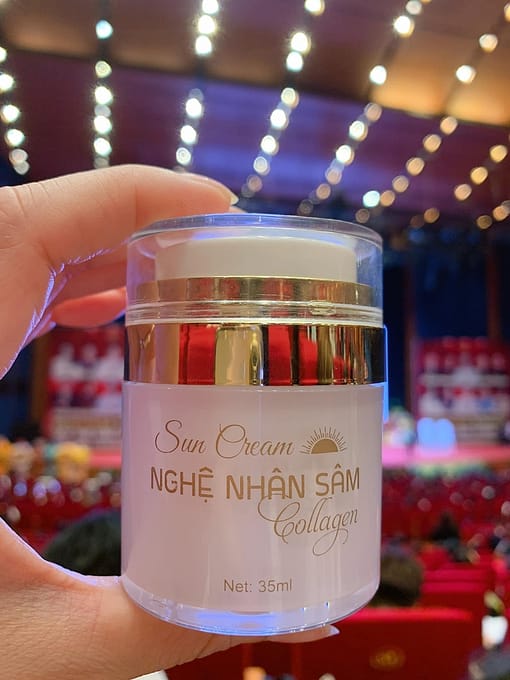 Sun Cream
NGHỆ NHÂN SÂM
Collagen
Net: 35ml